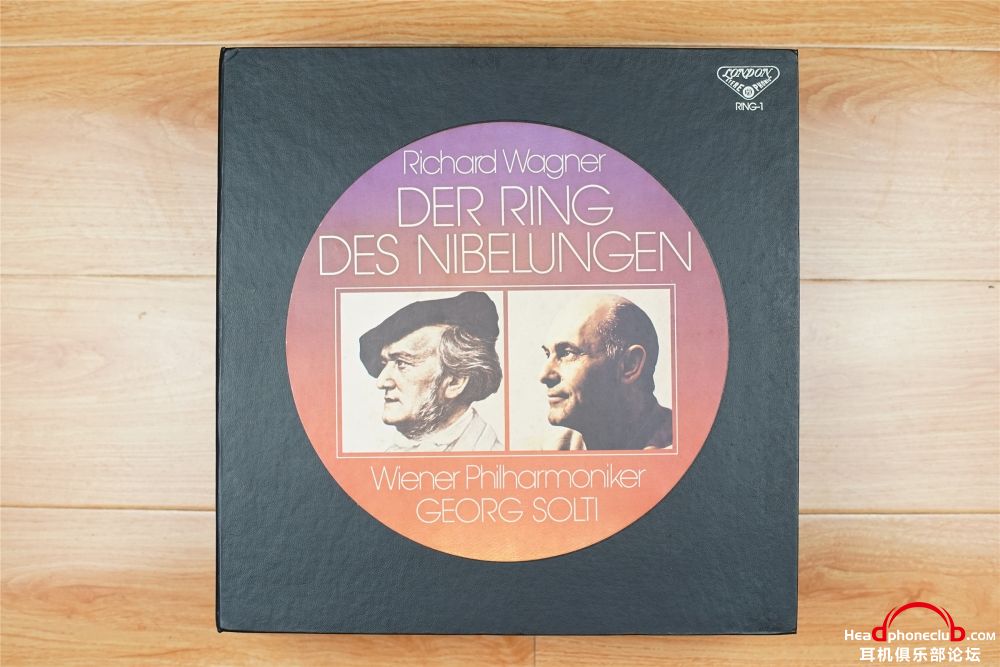 LONDON
RING-1
Richard Wagner
DER RING
DES NIBELUNGEN
Wiener Philharmoniker
GEORG SOLTI
Headphoneclub.com
耳机俱乐部论坛